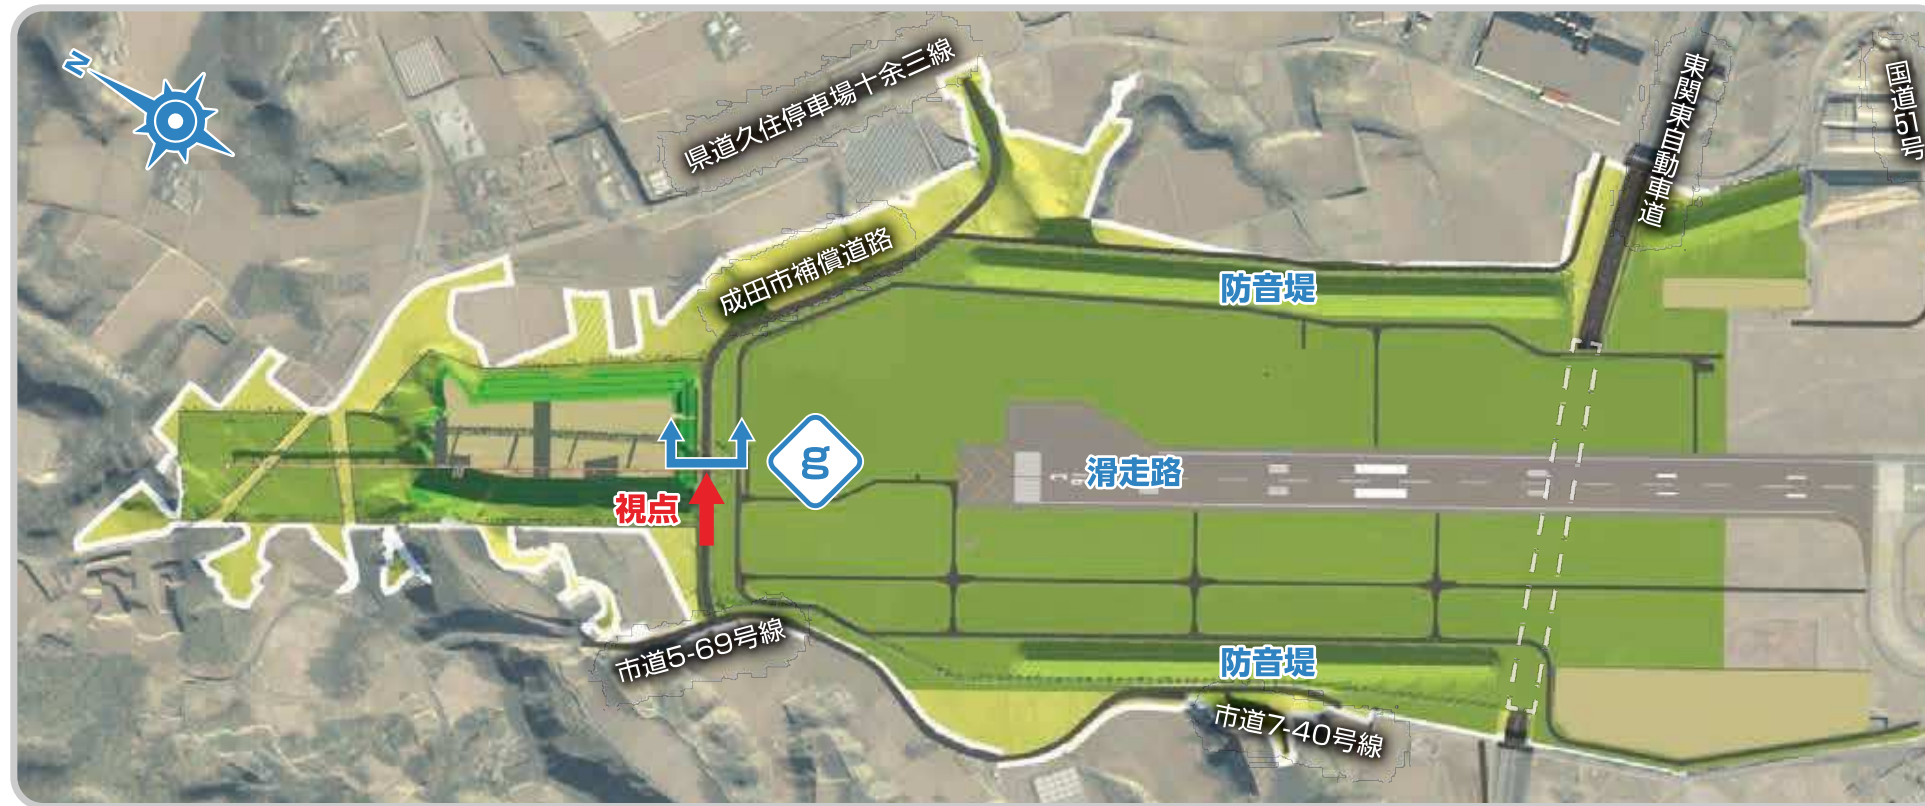 N
県道久住停車場十余三線
東関東自動車道
国道51号
成田市補償道路
防音堤
g
滑走路
視点
市道5-69号線
防音堤
市道7-40号線